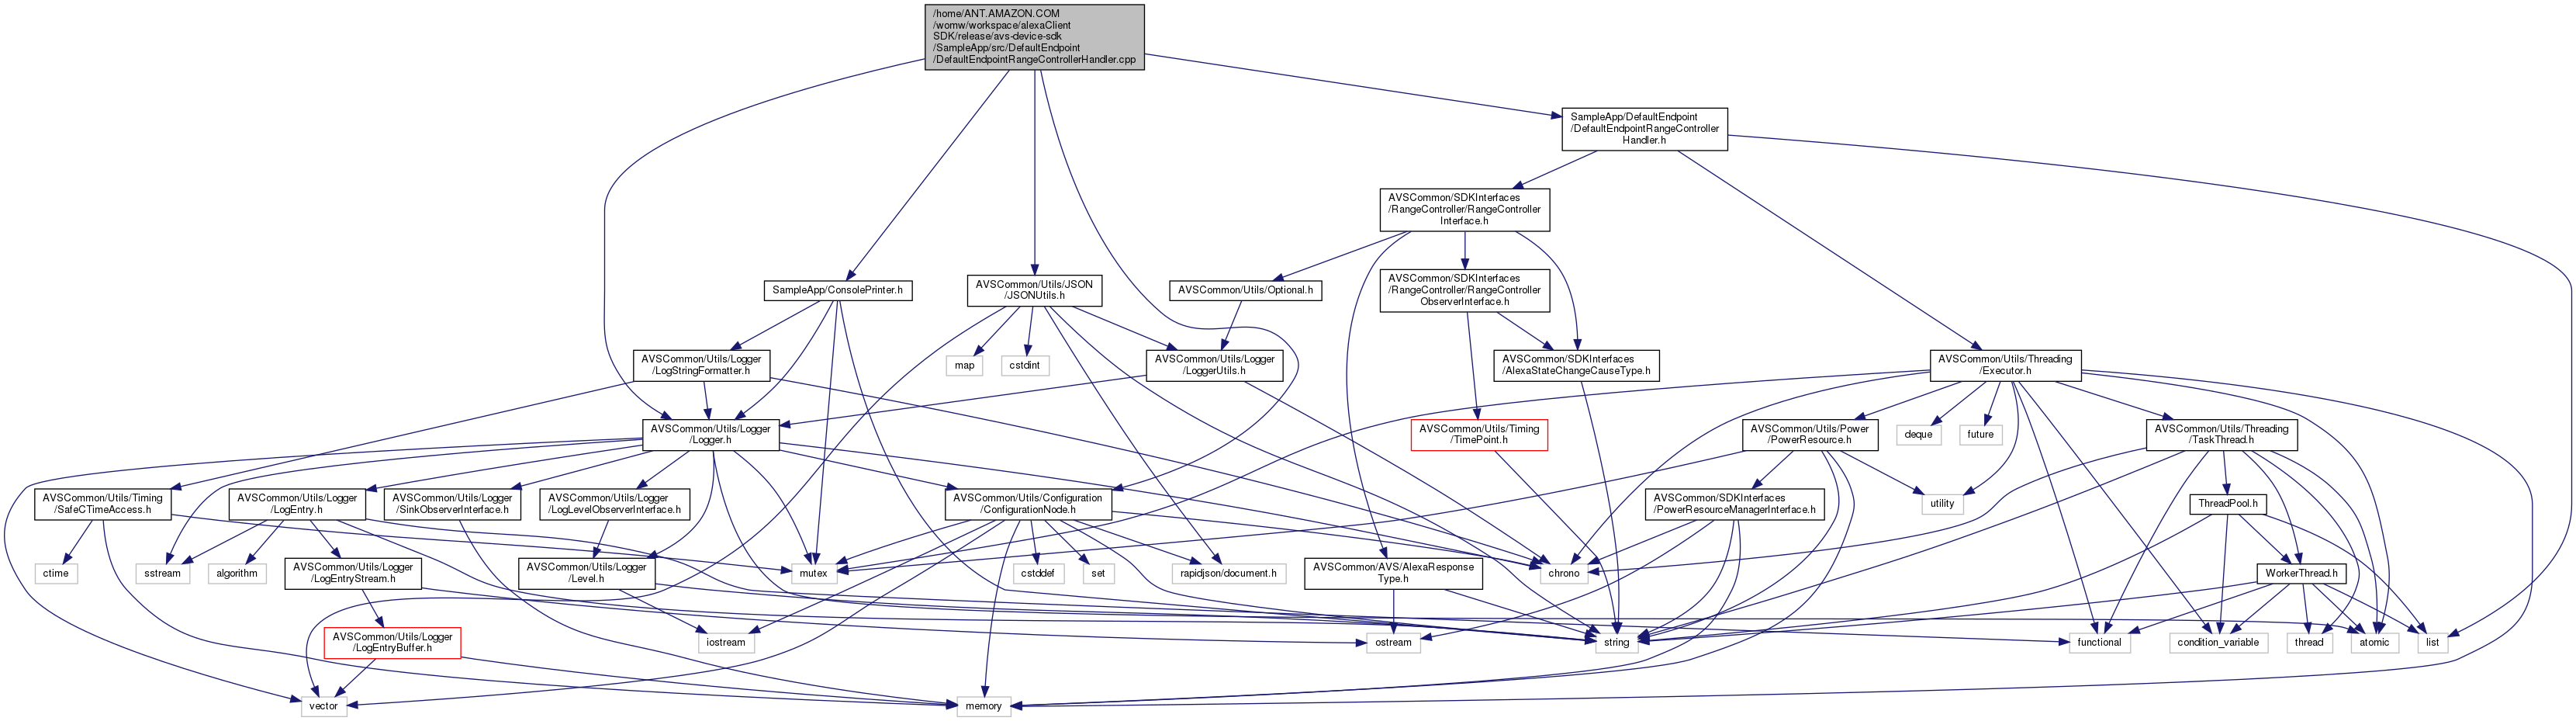 /home/ANT.AMAZON.COM
/womw/workspace/alexaClient
SDK/release/avs-device-sdk
/SampleApp/src/DefaultEndpoint
/DefaultEndpointRangeControllerHandler.cpp
SampleApp/DefaultEndpoint
/DefaultEndpointRangeController
Handler.h
AVSCommon/SDKInterfaces
/RangeController/RangeController
Interface.h
SampleApp/ConsolePrinter.h
AVSCommon/Utils/JSON
/JSONUtils.h
AVSCommon/Utils/Optional.h
AVSCommon/SDKInterfaces
/RangeController/RangeController
ObserverInterface.h
AVSCommon/Utils/Logger
/LogStringFormatter.h
map
cstdint
AVSCommon/Utils/Logger
/LoggerUtils.h
AVSCommon/SDKInterfaces
/AlexaStateChangeCauseType.h
AVSCommon/Utils/Threading
/Executor.h
AVSCommon/Utils/Logger
/Logger.h
AVSCommon/Utils/Timing
/TimePoint.h
AVSCommon/Utils/Power
/PowerResource.h
deque
future
AVSCommon/Utils/Threading
/TaskThread.h
AVSCommon/Utils/Timing
/SafeCTimeAccess.h
AVSCommon/Utils/Logger
/LogEntry.h
AVSCommon/Utils/Logger
/SinkObserverInterface.h
AVSCommon/Utils/Logger
/LogLevelObserverInterface.h
AVSCommon/Utils/Configuration
/ConfigurationNode.h
AVSCommon/SDKInterfaces
/PowerResourceManagerInterface.h
utility
ThreadPool.h
ctime
sstream
algorithm
AVSCommon/Utils/Logger
/LogEntryStream.h
AVSCommon/Utils/Logger
/Level.h
mutex
cstddef
set
rapidjson/document.h
AVSCommon/AVS/AlexaResponse
Type.h
chrono
WorkerThread.h
AVSCommon/Utils/Logger
/LogEntryBuffer.h
iostream
ostream
string
functional
condition_variable
thread
atomic
list
vector
memory